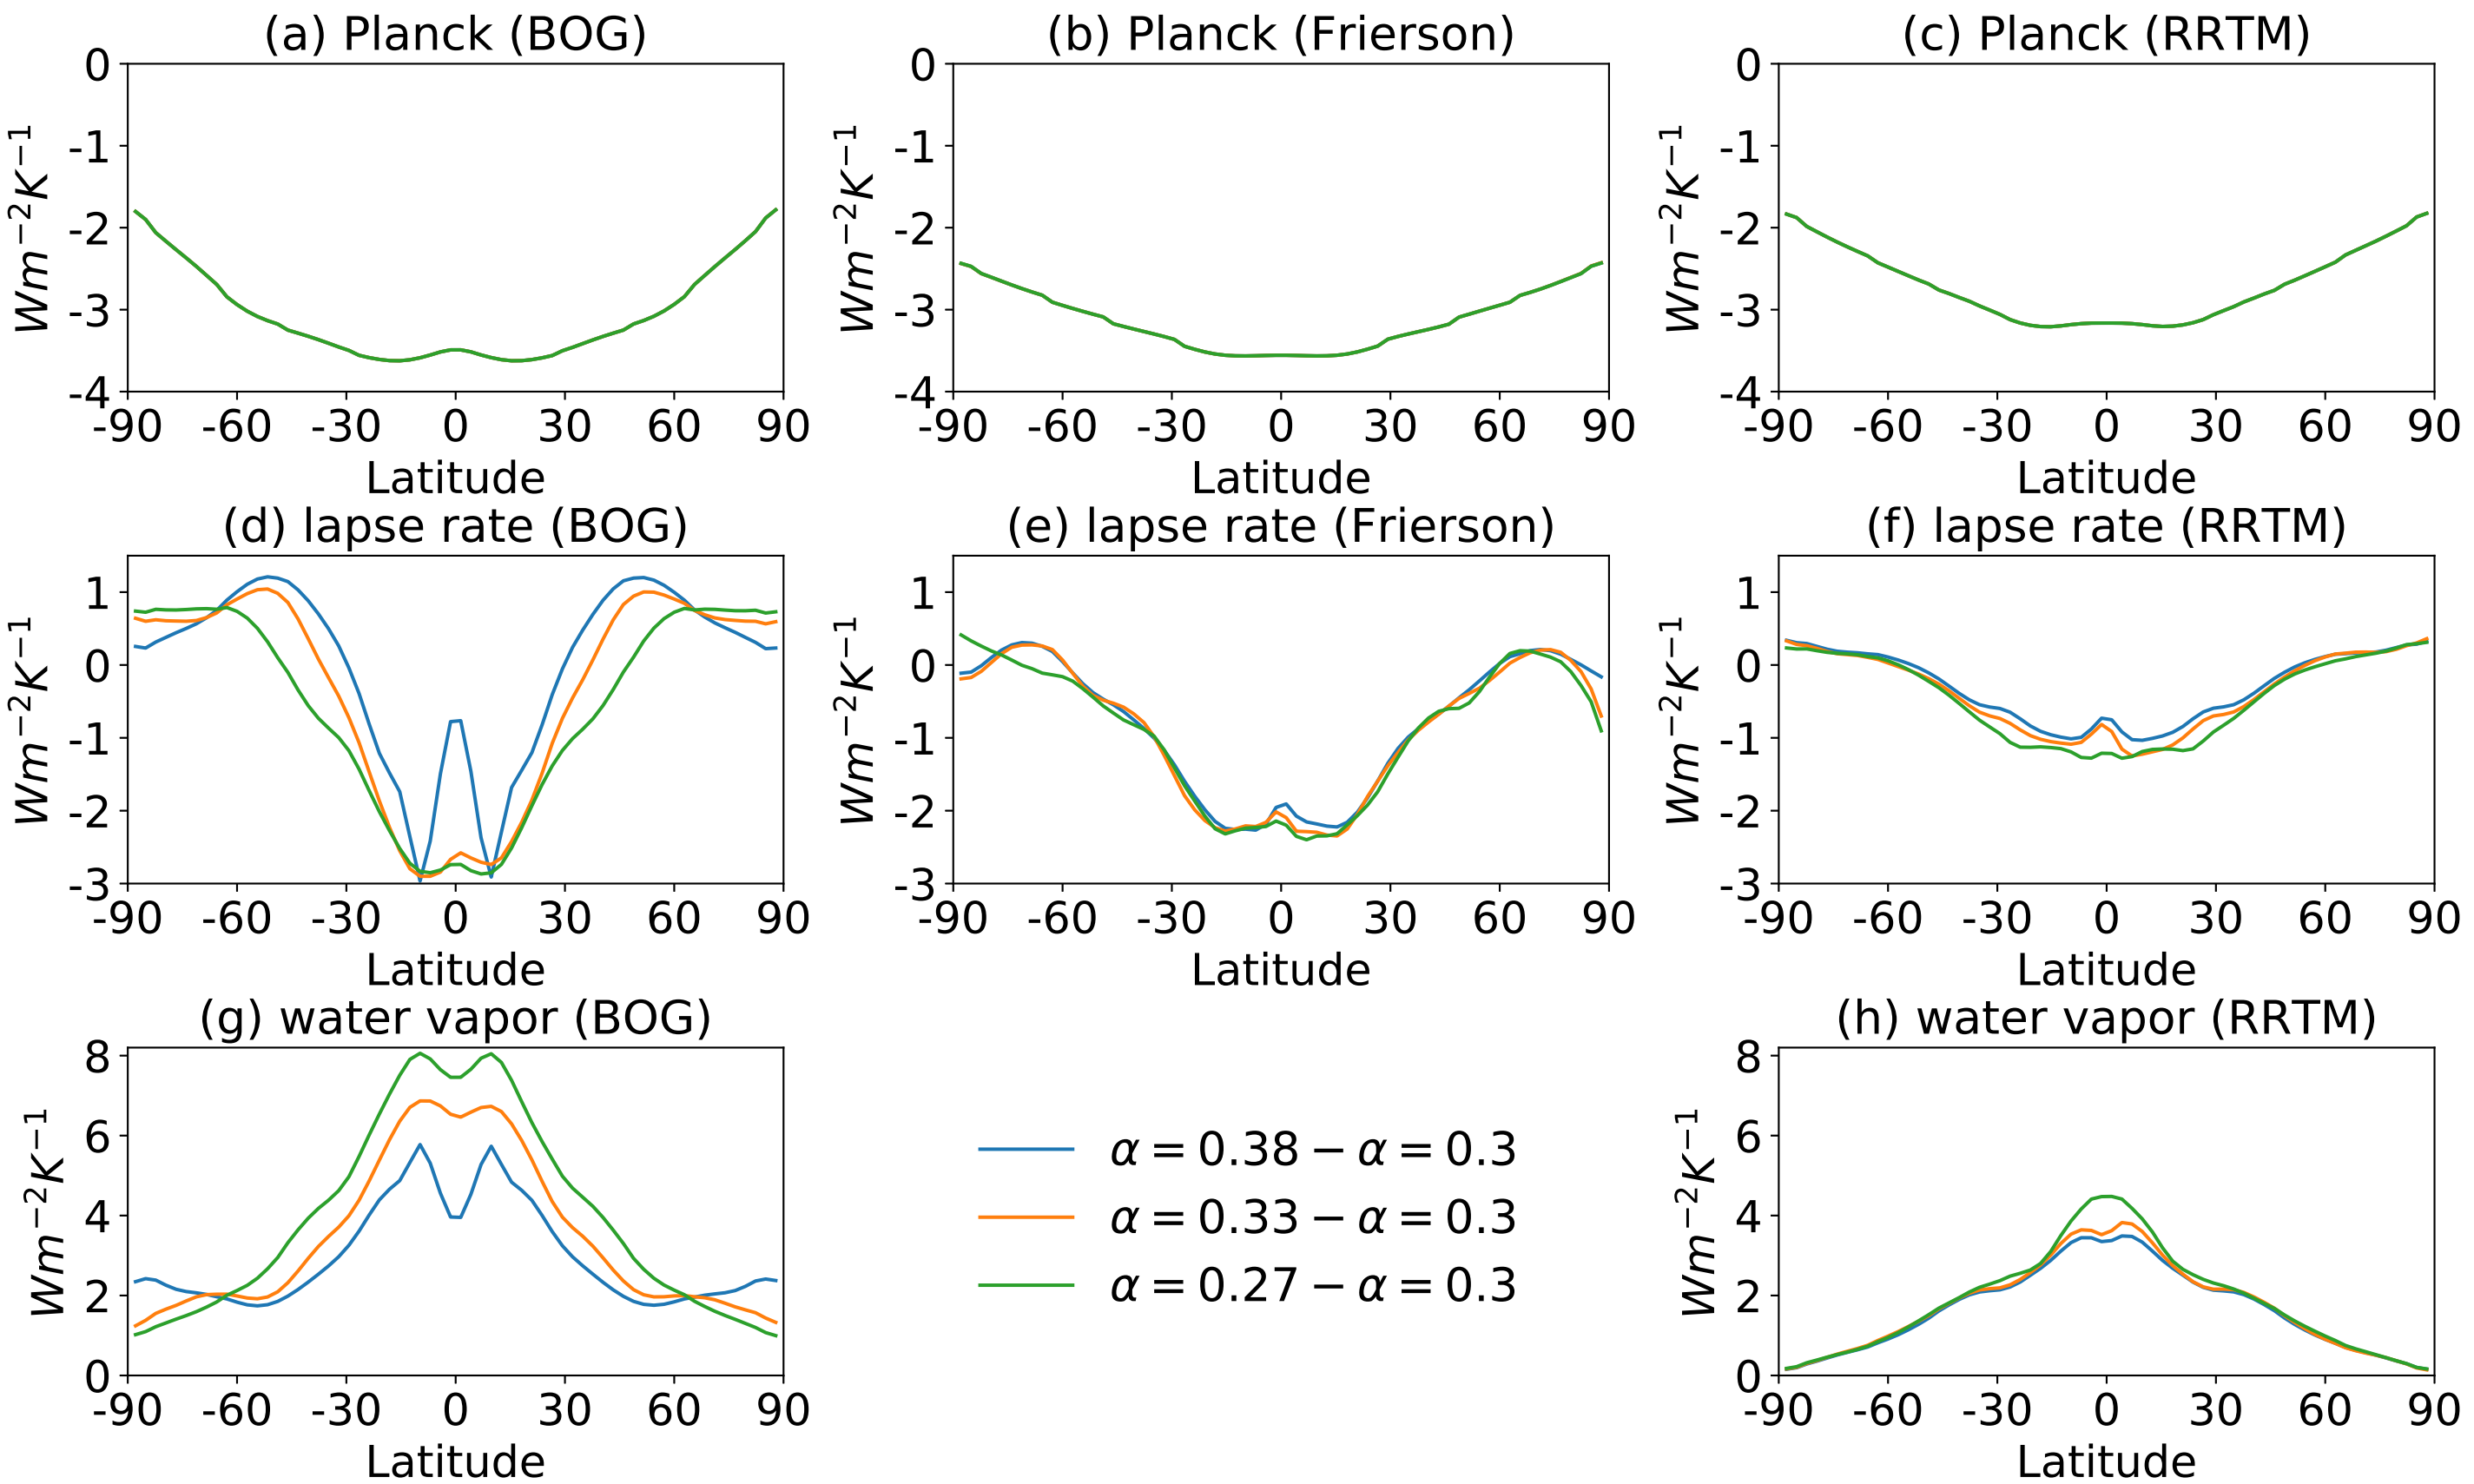 (a) Planck (BOG)
0
-1
-2
-3
-4
Wm⁻²K⁻¹
-90 -60 -30 0 30 60 90
Latitude
(b) Planck (Frierson)
0
-1
-2
-3
-4
Wm⁻²K⁻¹
-90 -60 -30 0 30 60 90
Latitude
(c) Planck (RRTM)
0
-1
-2
-3
-4
Wm⁻²K⁻¹
-90 -60 -30 0 30 60 90
Latitude
(d) lapse rate (BOG)
1
0
-1
-2
-3
Wm⁻²K⁻¹
-90 -60 -30 0 30 60 90
Latitude
(e) lapse rate (Frierson)
1
0
-1
-2
-3
Wm⁻²K⁻¹
-90 -60 -30 0 30 60 90
Latitude
(f) lapse rate (RRTM)
1
0
-1
-2
-3
Wm⁻²K⁻¹
-90 -60 -30 0 30 60 90
Latitude
(g) water vapor (BOG)
8
6
4
2
0
Wm⁻²K⁻¹
-90 -60 -30 0 30 60 90
Latitude
α = 0.38 − α = 0.3
α = 0.33 − α = 0.3
α = 0.27 − α = 0.3
(h) water vapor (RRTM)
8
6
4
2
0
Wm⁻²K⁻¹
-90 -60 -30 0 30 60 90
Latitude